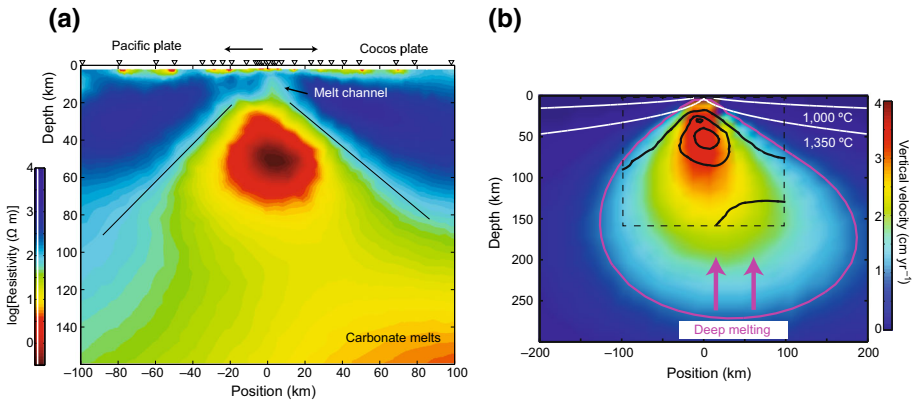 (a)
Pacific plate
Cocos plate
Melt channel
Carbonate melts
0
20
40
60
80
100
120
140
Depth (km)
–100
–80
–60
–40
–20
0
20
40
60
80
100
Position (km)
4
3
2
1
0
log[Resistivity (Ω m)]
(b)
1,000 ºC
1,350 ºC
Deep melting
0
50
100
150
200
250
Depth (km)
−200
−100
0
100
200
Position (km)
4
3
2
1
0
Vertical velocity (cm yr⁻¹)